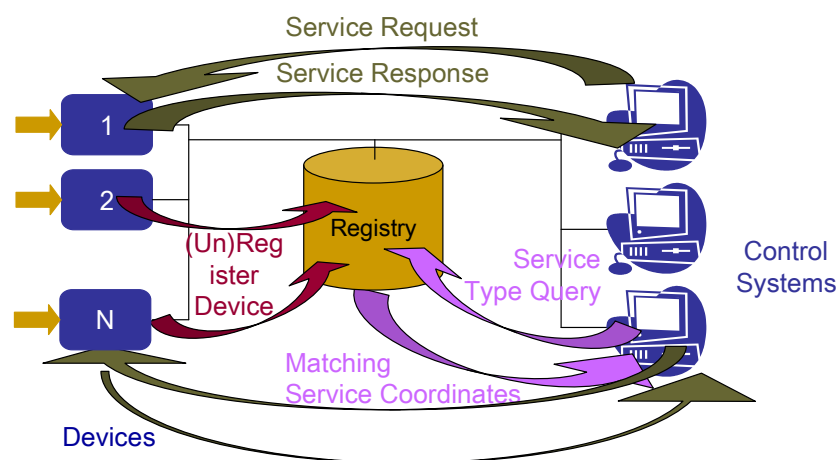 Service Request
Service Response
1
2
Registry
(Un)Reg
ister
Device
Service
Type Query
Control
Systems
N
Matching
Service Coordinates
Devices